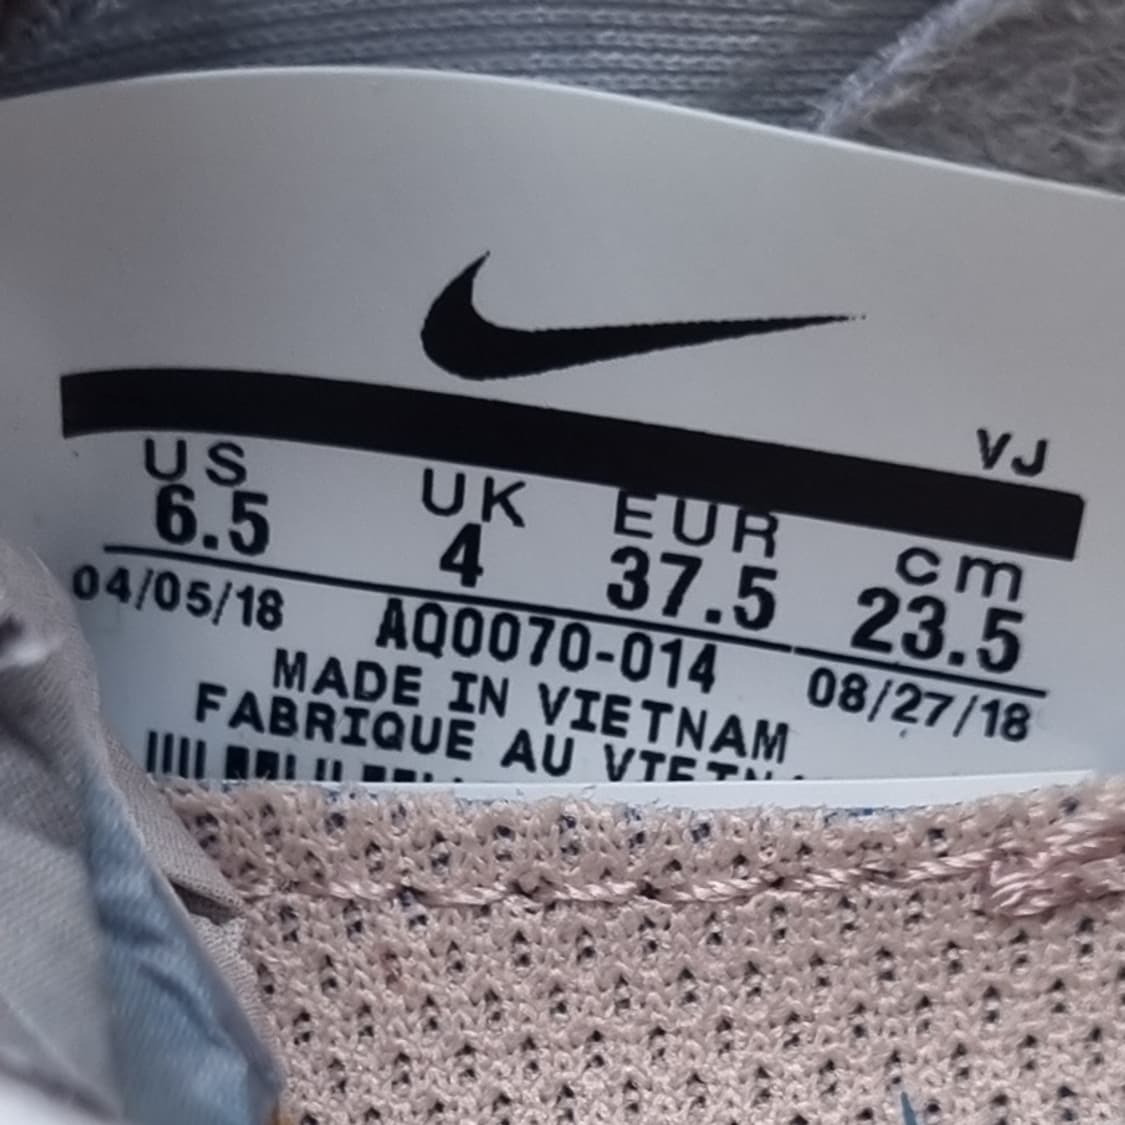 VJ
US UK EUR cm
6.5 4 37.5 23.5
04/05/18 AQ0070-014 08/27/18
MADE IN VIETNAM
FABRIQUE AU